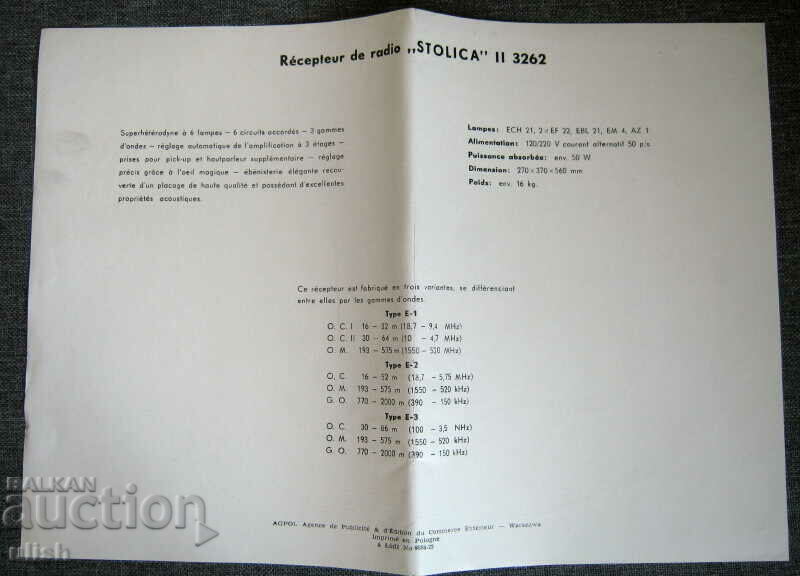 Récepteur de radio „STOLICA" II 3262
Superhétérodyne à 6 lampes – 6 circuits accordés – 3 gammes
d'ondes – réglage automatique de l'amplification à 3 étages –
prises pour pick-up et hautparleur supplémentaire – réglage
précis grâce à l'oeil magique – ébénisterie élégante recou-
verte d'un placage de haute qualité et possédant d'excellentes
propriétés acoustiques.
Lampes: ECH 21, 2×EF 22, EBL 21, EM 4, AZ 1
Alimentation: 120/220 V courant alternatif 50 p/s
Puissance absorbée: env. 50 W
Dimension: 270×370×560 mm
Poids: env. 16 kg.
Ce récepteur est fabriqué en trois variantes, se différenciant
entre elles par les gammes d'ondes.
Type E-1
O. C. I 16 – 32 m (18,7 – 9,4 MHz)
O. C. II 30 – 64 m (10 – 4,7 MHz)
O. M. 193 – 575 m (1550 – 520 kHz)
Type E-2
O. C. 16 – 52 m (18,7 – 5,75 MHz)
O. M. 193 – 575 m (1550 – 520 kHz)
G. O. 770 – 2000 m (390 – 150 kHz)
Type E-3
O. C. 30 – 86 m (100 – 3,5 NHz)
O. M. 193 – 575 m (1550 – 520 kHz)
G. O. 770 – 2000 m (390 – 150 kHz)
AGPOL Agence de Publicité & d'Édition du Commerce Extérieur — Warszawa
Imprimé en Pologne
à Łódź
BALKAN
auction
ulish